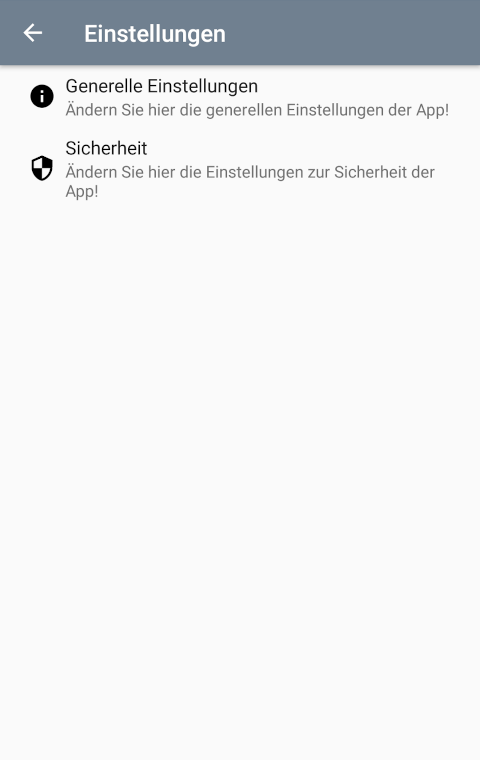 Einstellungen
Generelle Einstellungen
Ändern Sie hier die generellen Einstellungen der App!
Sicherheit
Ändern Sie hier die Einstellungen zur Sicherheit der
App!